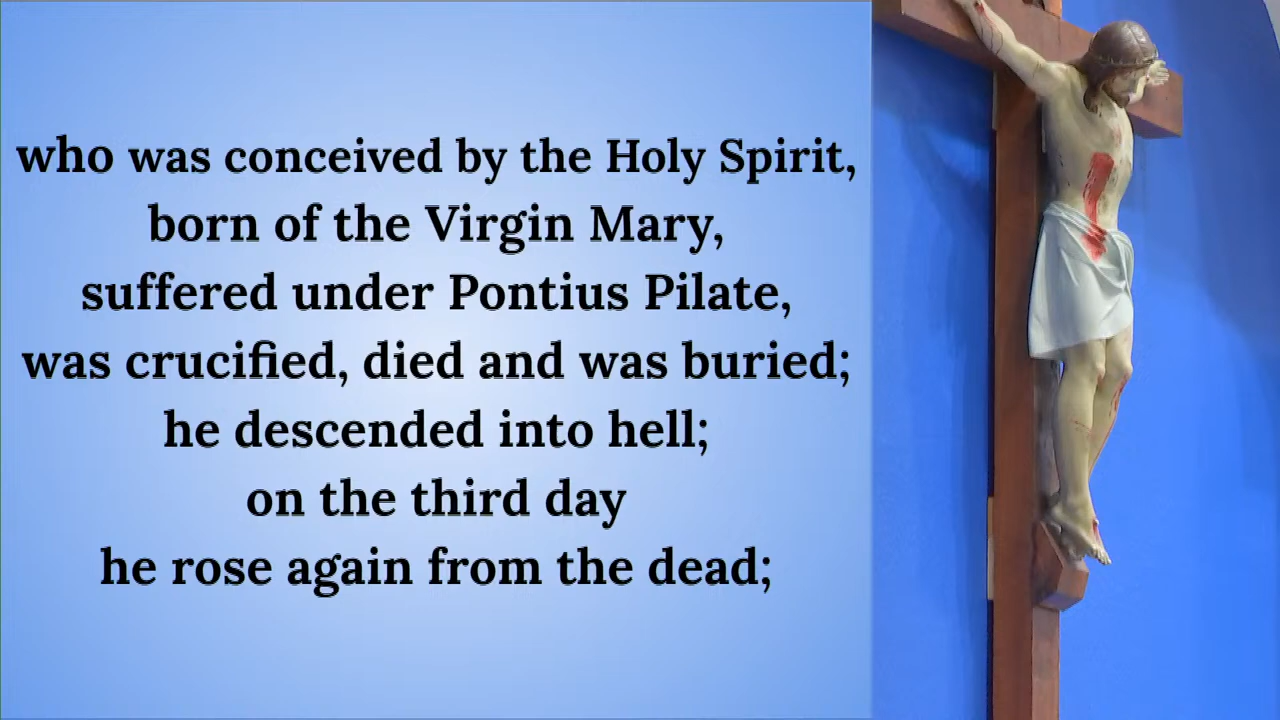 who was conceived by the Holy Spirit,
born of the Virgin Mary,
suffered under Pontius Pilate,
was crucified, died and was buried;
he descended into hell;
on the third day
he rose again from the dead;